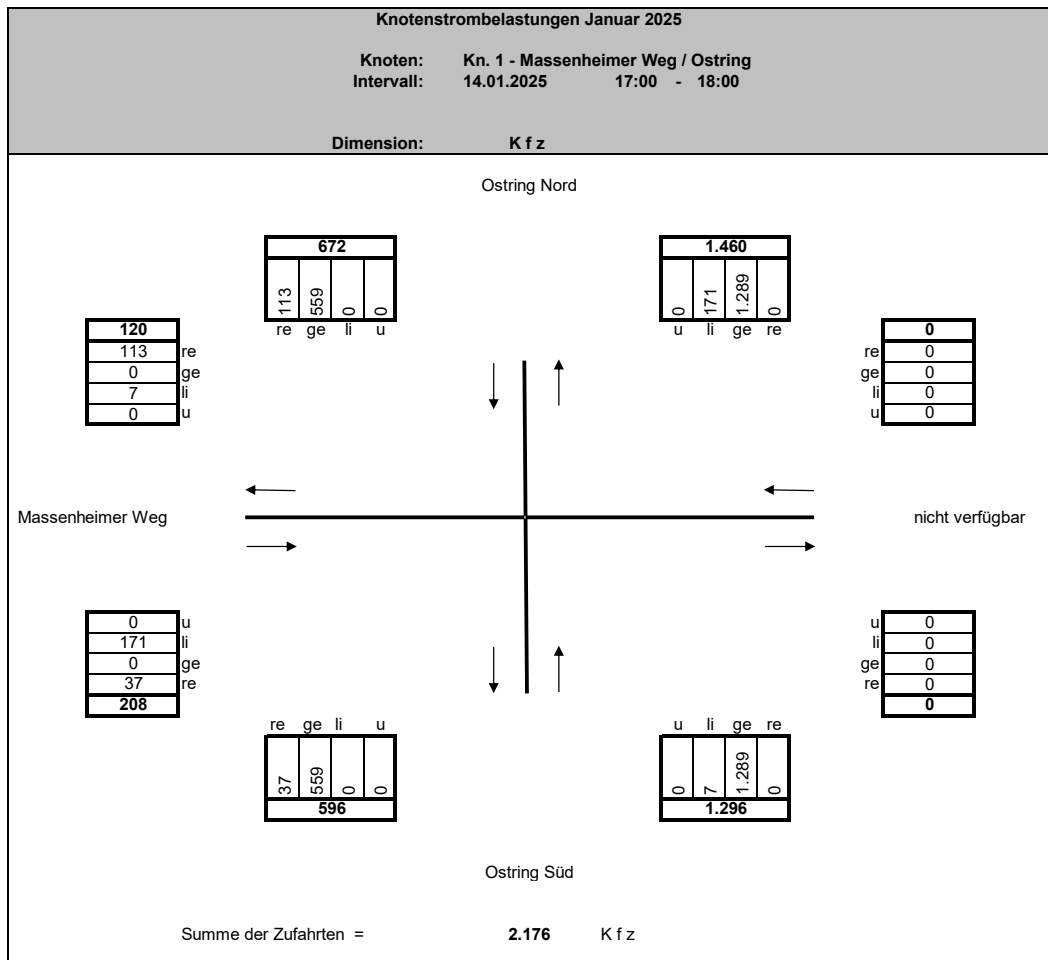 Knotenstrombelastungen Januar 2025
Knoten: Kn. 1 - Massenheimer Weg / Ostring
Intervall: 14.01.2025 17:00 - 18:00
Dimension: K f z
Ostring Nord
672
113 559 0 0
re ge li u
1.460
0 171 1.289 0
u li ge re
120
113 re
0 ge
7 li
0 u
0
re 0
ge 0
li 0
u 0
Massenheimer Weg
nicht verfügbar
0 u
171 li
0 ge
37 re
208
u 0
li 0
ge 0
re 0
0
re ge li u
37 559 0 0
596
u li ge re
0 7 1.289 0
1.296
Ostring Süd
Summe der Zufahrten = 2.176 K f z